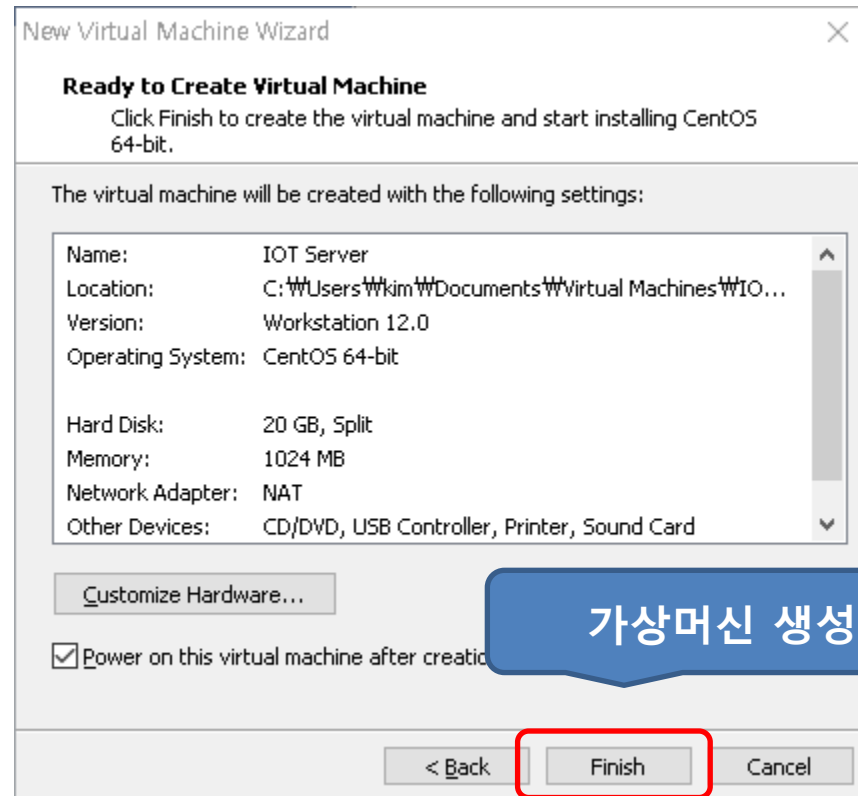 New Virtual Machine Wizard
Ready to Create Virtual Machine
Click Finish to create the virtual machine and start installing CentOS
64-bit.
The virtual machine will be created with the following settings:
Name: IOT Server
Location: C:₩Users₩kim₩Documents₩Virtual Machines₩IO...
Version: Workstation 12.0
Operating System: CentOS 64-bit
Hard Disk: 20 GB, Split
Memory: 1024 MB
Network Adapter: NAT
Other Devices: CD/DVD, USB Controller, Printer, Sound Card
Customize Hardware...
가상머신 생성
Power on this virtual machine after creatio
< Back Finish Cancel